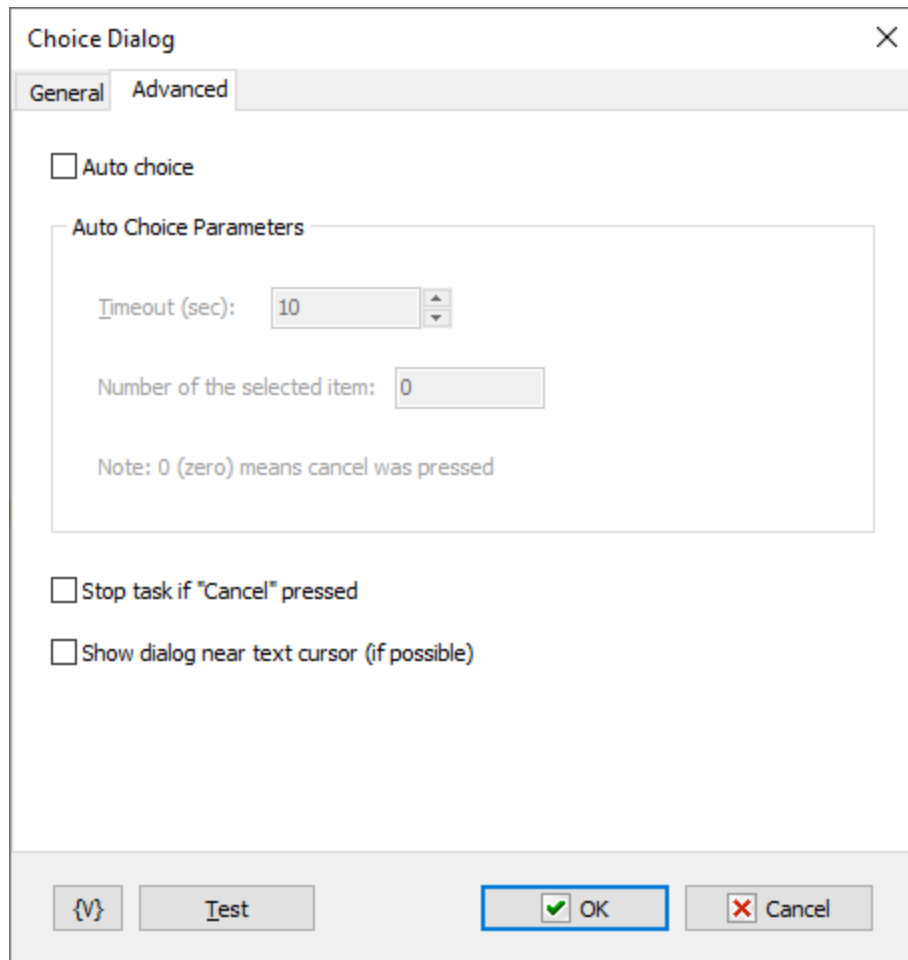 Choice Dialog
General Advanced
Auto choice
Auto Choice Parameters
Timeout (sec): 10
Number of the selected item: 0
Note: 0 (zero) means cancel was pressed
Stop task if "Cancel" pressed
Show dialog near text cursor (if possible)
{V} Test OK Cancel